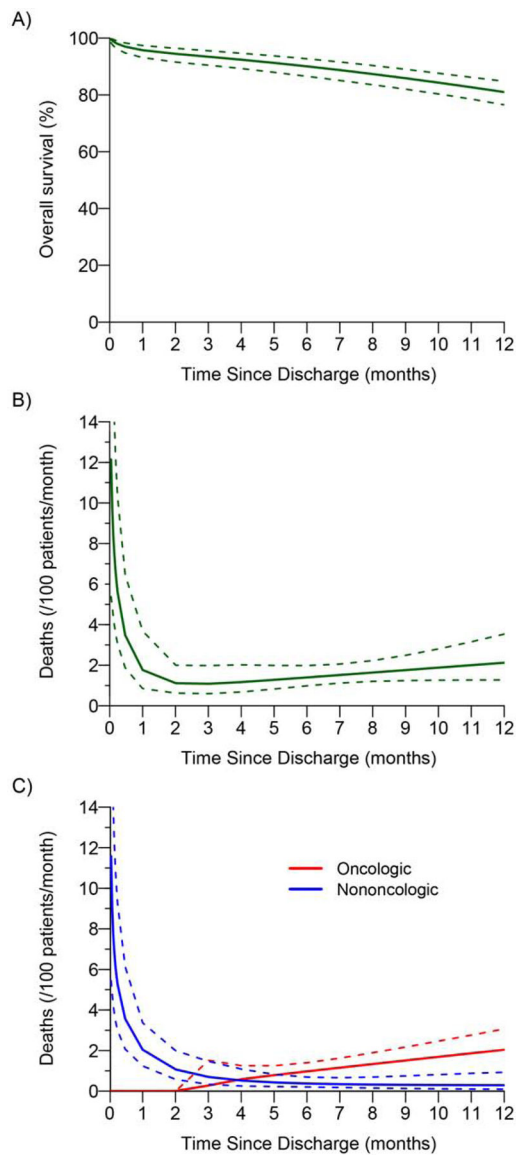 A)
100
80
60
40
20
0
Overall survival (%)
0 1 2 3 4 5 6 7 8 9 10 11 12
Time Since Discharge (months)
B)
14
12
10
8
6
4
2
0
Deaths (/100 patients/month)
0 1 2 3 4 5 6 7 8 9 10 11 12
Time Since Discharge (months)
C)
14
12
10
8
6
4
2
0
Deaths (/100 patients/month)
Oncologic
Nononcologic
0 1 2 3 4 5 6 7 8 9 10 11 12
Time Since Discharge (months)